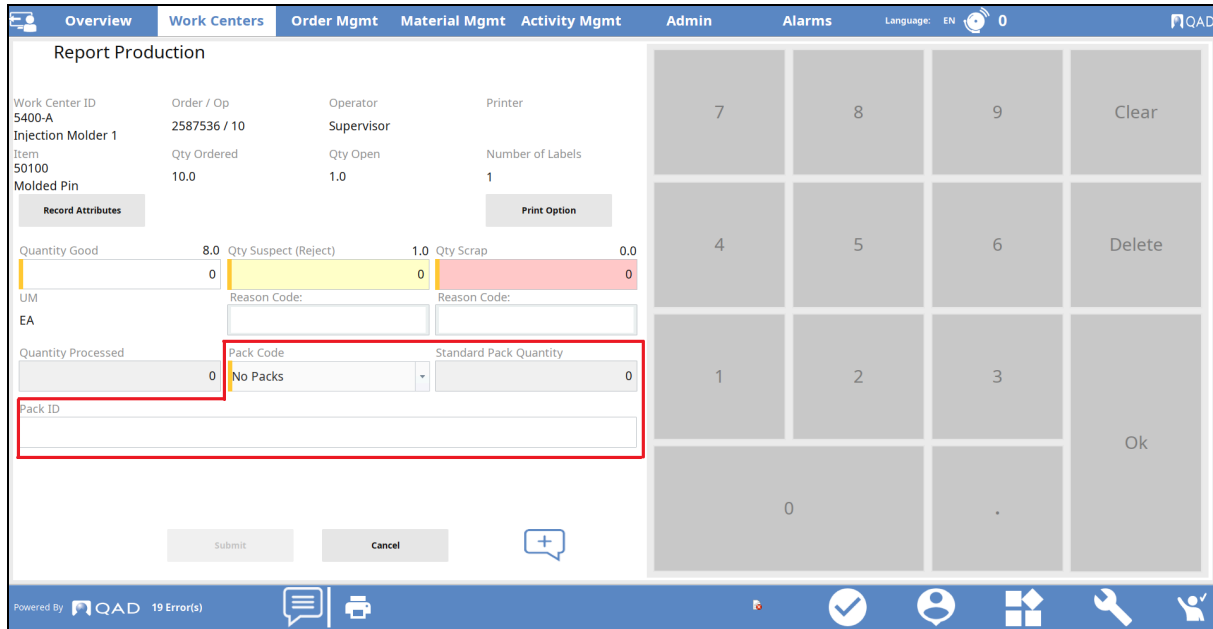 Overview Work Centers Order Mgmt Material Mgmt Activity Mgmt Admin Alarms Language: EN 0 QAD
Report Production
Work Center ID Order / Op Operator Printer
5400-A
2587536 / 10 Supervisor
Injection Molder 1
Item Qty Ordered Qty Open Number of Labels
50100
10.0 1.0 1
Molded Pin
Record Attributes Print Option
Quantity Good 8.0 Qty Suspect (Reject) 1.0 Qty Scrap 0.0
0 0 0
UM Reason Code: Reason Code:
EA
Quantity Processed Pack Code Standard Pack Quantity
0 No Packs 0
Pack ID
Submit Cancel
7 8 9 Clear
4 5 6 Delete
1 2 3
Ok
0 .
Powered By QAD 19 Error(s)